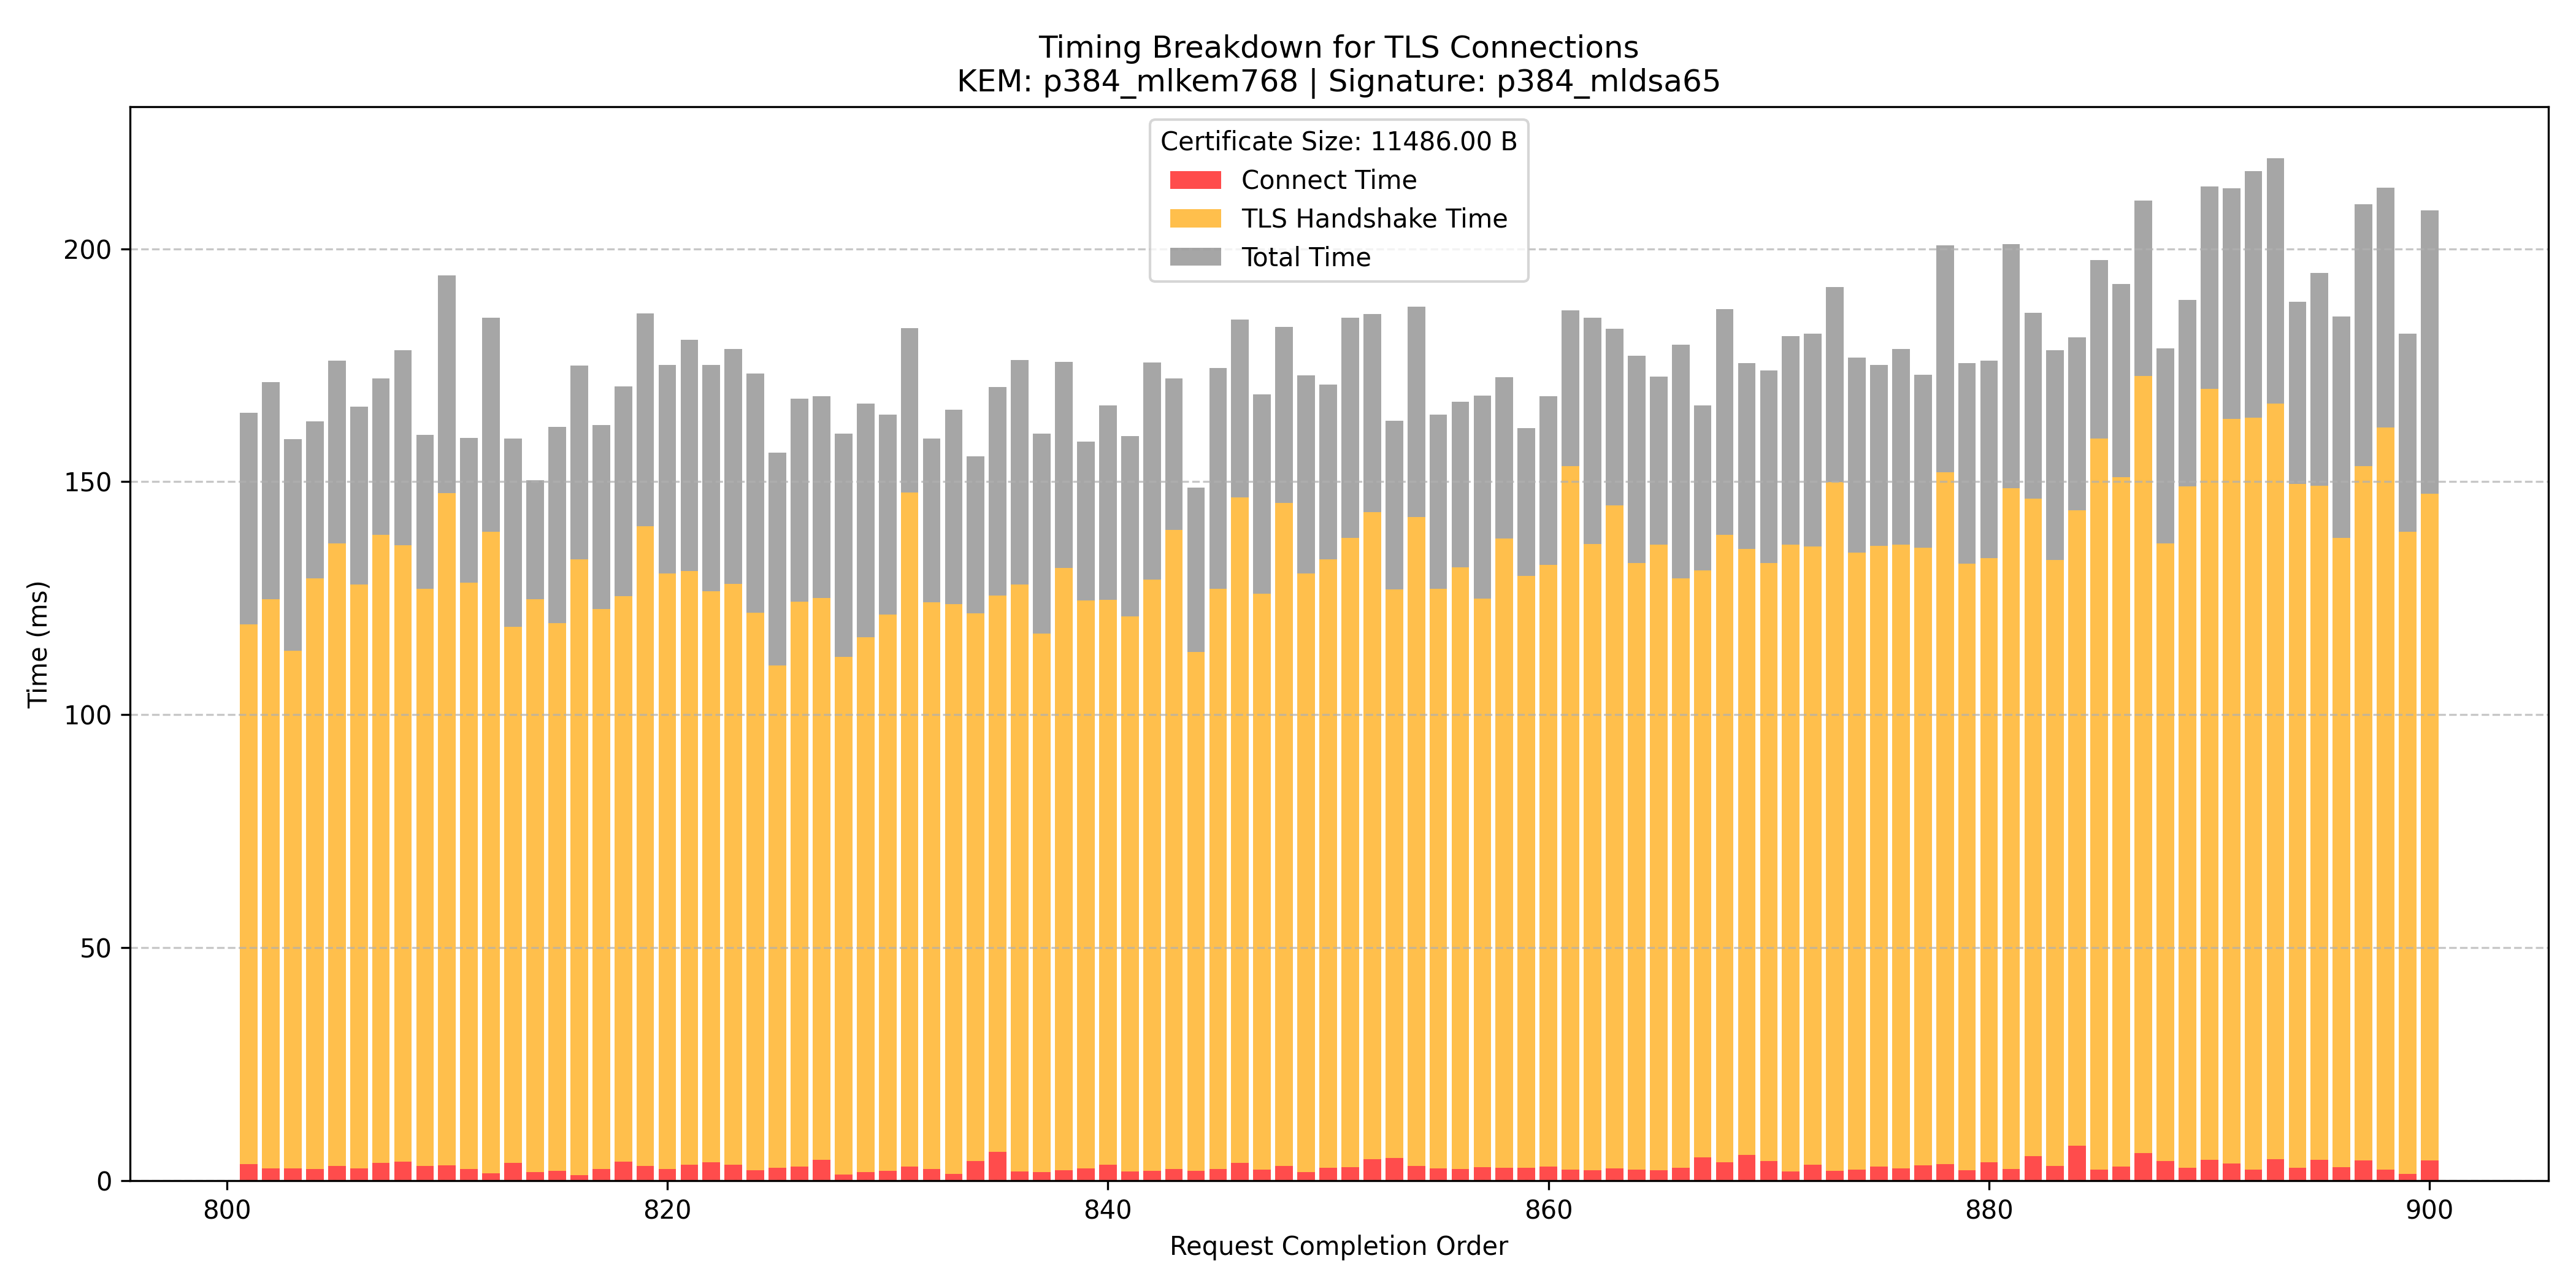 Timing Breakdown for TLS Connections
KEM: p384_mlkem768 | Signature: p384_mldsa65
Certificate Size: 11486.00 B
Connect Time
TLS Handshake Time
Total Time
Time (ms)
200
150
100
50
0
800 820 840 860 880 900
Request Completion Order